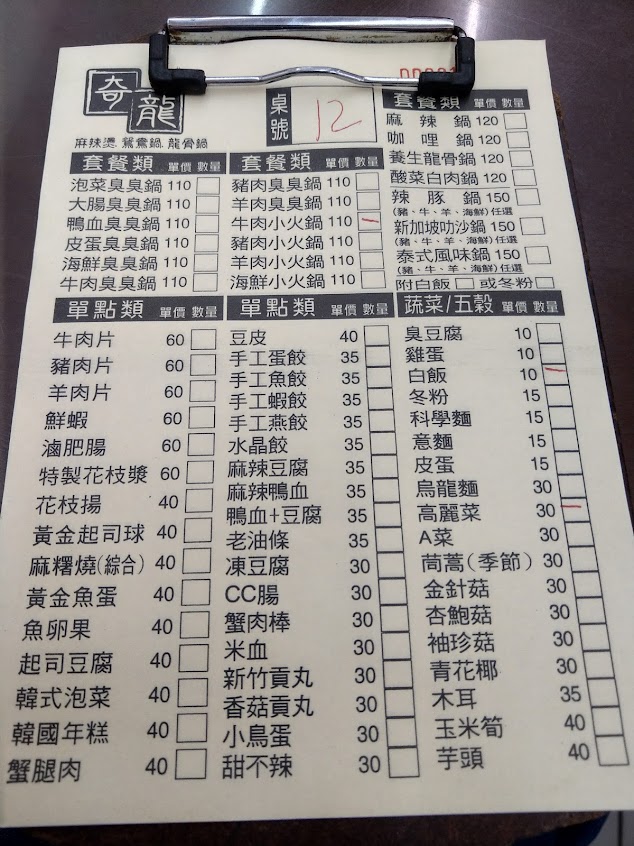 奇龍
麻辣燙.鴛鴦鍋.龍骨鍋
桌號 12
套餐類 單價 數量
泡菜臭臭鍋 110
大腸臭臭鍋 110
鴨血臭臭鍋 110
皮蛋臭臭鍋 110
海鮮臭臭鍋 110
牛肉臭臭鍋 110
套餐類 單價 數量
豬肉臭臭鍋 110
羊肉臭臭鍋 110
牛肉小火鍋 110
豬肉小火鍋 110
羊肉小火鍋 110
海鮮小火鍋 110
套餐類 單價 數量
麻辣鍋 120
咖哩鍋 120
養生龍骨鍋 120
酸菜白肉鍋 120
辣豚鍋 150
(豬、牛、羊、海鮮)任選
新加坡叻沙鍋 150
(豬、牛、羊、海鮮)任選
泰式風味鍋 150
(豬、牛、羊、海鮮)任選
附白飯 或冬粉
單點類 單價 數量
牛肉片 60
豬肉片 60
羊肉片 60
鮮蝦 60
滷肥腸 60
特製花枝漿 60
花枝揚 40
黃金起司球 40
麻糬燒(綜合) 40
黃金魚蛋 40
魚卵果 40
起司豆腐 40
韓式泡菜 40
韓國年糕 40
蟹腿肉 40
單點類 單價 數量
豆皮 40
手工蛋餃 35
手工魚餃 35
手工蝦餃 35
手工燕餃 35
水晶餃 35
麻辣豆腐 35
麻辣鴨血 35
鴨血+豆腐 35
老油條 35
凍豆腐 30
CC腸 30
蟹肉棒 30
米血 30
新竹貢丸 30
香菇貢丸 30
小鳥蛋 30
甜不辣 30
蔬菜/五穀 單價 數量
臭豆腐 10
雞蛋 10
白飯 10
冬粉 15
科學麵 15
意麵 15
皮蛋 15
烏龍麵 30
高麗菜 30
A菜 30
茼蒿(季節) 30
金針菇 30
杏鮑菇 30
袖珍菇 30
青花椰 30
木耳 35
玉米筍 40
芋頭 40